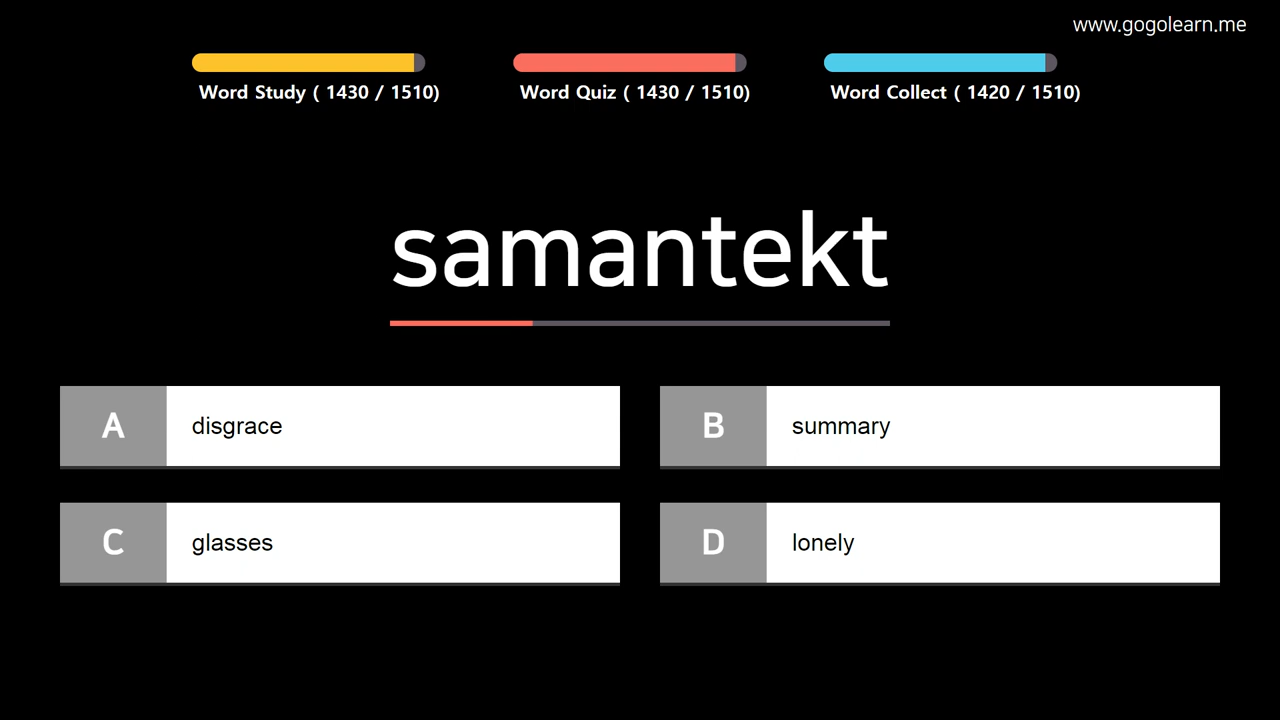 www.gogolearn.me
Word Study ( 1430 / 1510)
Word Quiz ( 1430 / 1510)
Word Collect ( 1420 / 1510)
samantekt
A disgrace
B summary
C glasses
D lonely